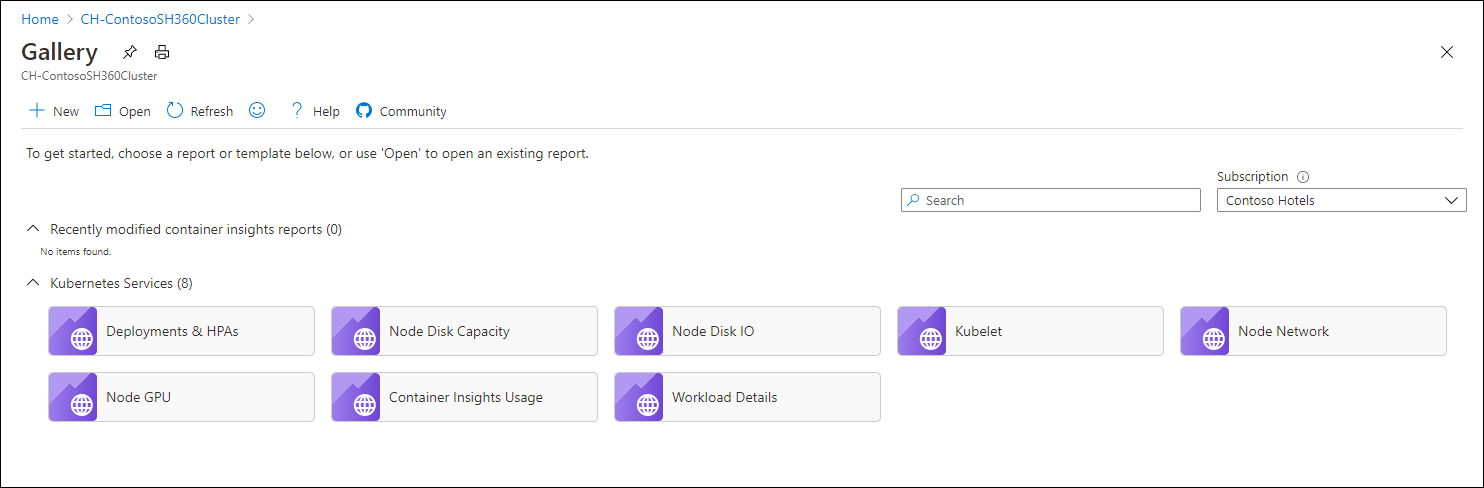 Home > CH-ContosoSH360Cluster >
Gallery
CH-ContosoSH360Cluster
New Open Refresh Help Community
To get started, choose a report or template below, or use 'Open' to open an existing report.
Subscription
Search Contoso Hotels
Recently modified container insights reports (0)
No items found.
Kubernetes Services (8)
Deployments & HPAs Node Disk Capacity Node Disk IO Kubelet Node Network
Node GPU Container Insights Usage Workload Details